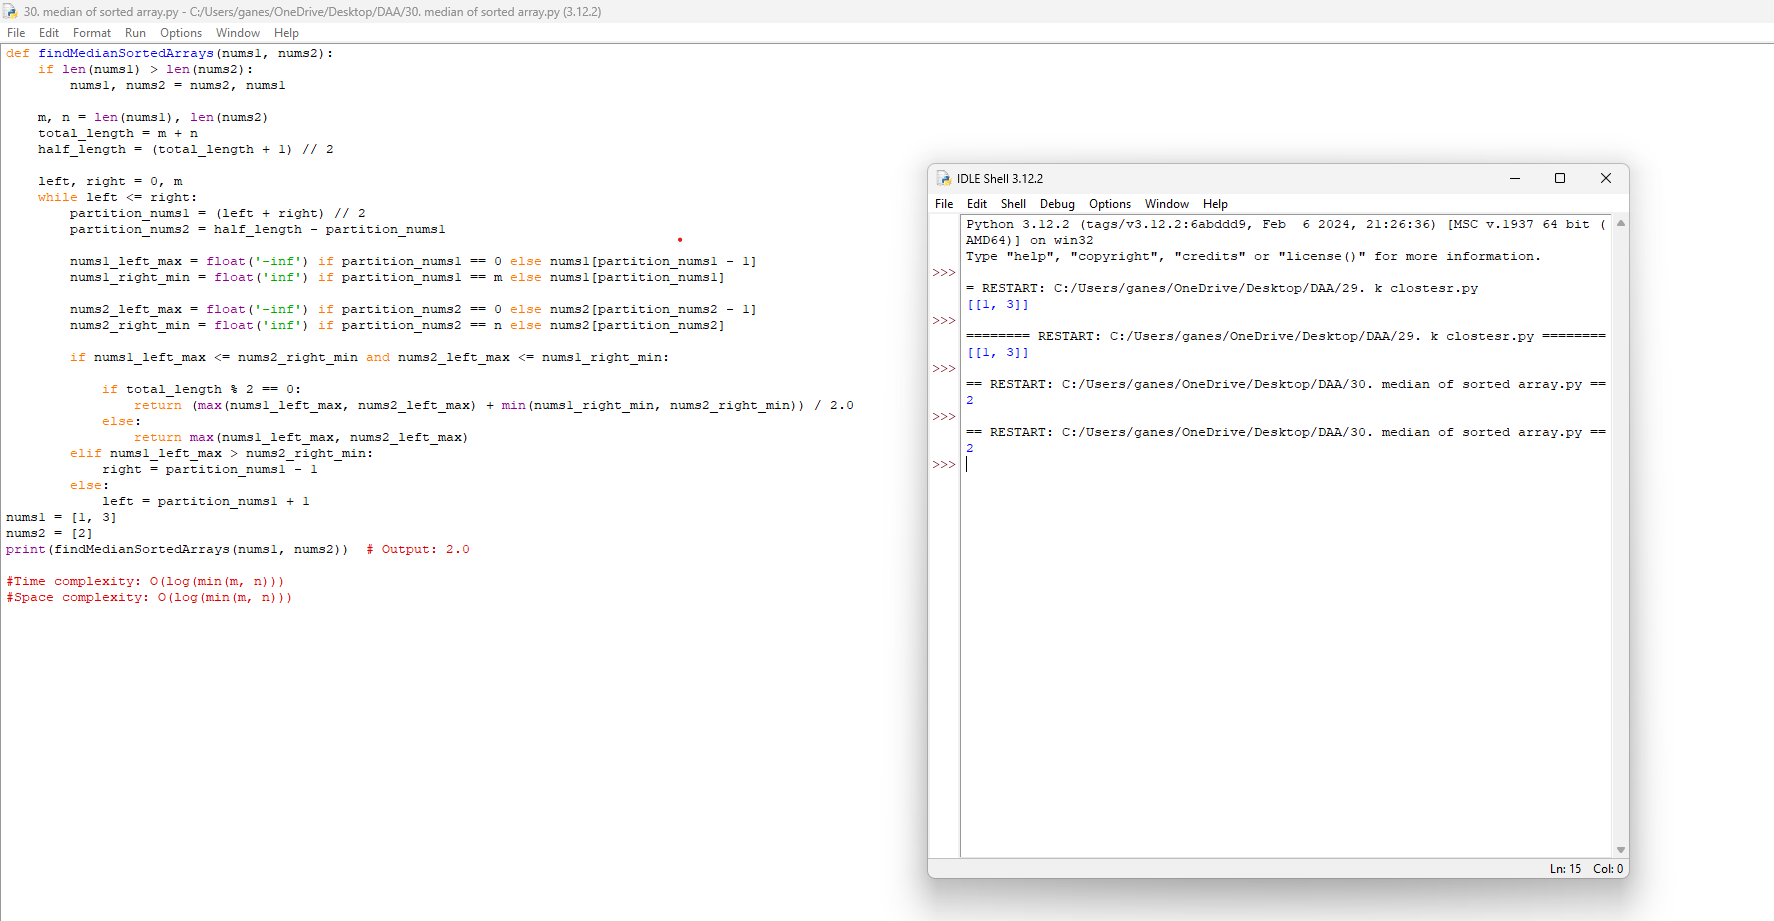 30. median of sorted array.py - C:/Users/ganes/OneDrive/Desktop/DAA/30. median of sorted array.py (3.12.2)
File Edit Format Run Options Window Help
def findMedianSortedArrays(nums1, nums2):
    if len(nums1) > len(nums2):
        nums1, nums2 = nums2, nums1
    m, n = len(nums1), len(nums2)
    total_length = m + n
    half_length = (total_length + 1) // 2
    left, right = 0, m
    while left <= right:
        partition_nums1 = (left + right) // 2
        partition_nums2 = half_length - partition_nums1
        nums1_left_max = float('-inf') if partition_nums1 == 0 else nums1[partition_nums1 - 1]
        nums1_right_min = float('inf') if partition_nums1 == m else nums1[partition_nums1]
        nums2_left_max = float('-inf') if partition_nums2 == 0 else nums2[partition_nums2 - 1]
        nums2_right_min = float('inf') if partition_nums2 == n else nums2[partition_nums2]
        if nums1_left_max <= nums2_right_min and nums2_left_max <= nums1_right_min:
            if total_length % 2 == 0:
                return (max(nums1_left_max, nums2_left_max) + min(nums1_right_min, nums2_right_min)) / 2.0
            else:
                return max(nums1_left_max, nums2_left_max)
        elif nums1_left_max > nums2_right_min:
            right = partition_nums1 - 1
        else:
            left = partition_nums1 + 1
nums1 = [1, 3]
nums2 = [2]
print(findMedianSortedArrays(nums1, nums2))  # Output: 2.0
#Time complexity: O(log(min(m, n)))
#Space complexity: O(log(min(m, n)))
IDLE Shell 3.12.2
File Edit Shell Debug Options Window Help
Python 3.12.2 (tags/v3.12.2:6abddd9, Feb  6 2024, 21:26:36) [MSC v.1937 64 bit (
AMD64)] on win32
Type "help", "copyright", "credits" or "license()" for more information.
>>>
= RESTART: C:/Users/ganes/OneDrive/Desktop/DAA/29. k clostesr.py
[[1, 3]]
>>>
======== RESTART: C:/Users/ganes/OneDrive/Desktop/DAA/29. k clostesr.py ========
[[1, 3]]
>>>
== RESTART: C:/Users/ganes/OneDrive/Desktop/DAA/30. median of sorted array.py ==
2
>>>
== RESTART: C:/Users/ganes/OneDrive/Desktop/DAA/30. median of sorted array.py ==
2
>>>
Ln: 15 Col: 0